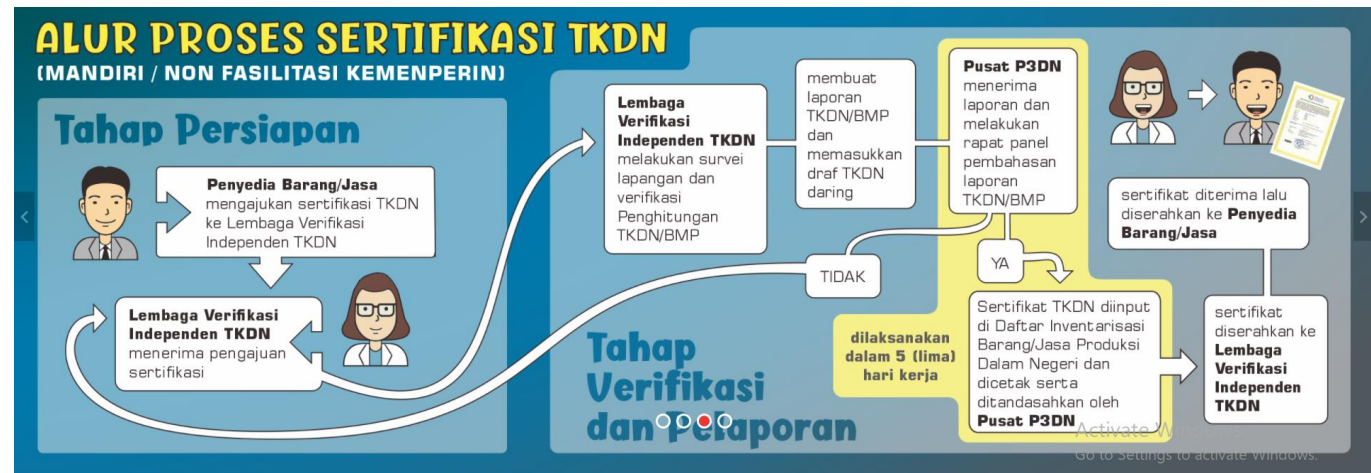 ALUR PROSES SERTIFIKASI TKDN
(MANDIRI / NON FASILITASI KEMENPERIN)
Tahap Persiapan
Penyedia Barang/Jasa
mengajukan sertifikasi TKDN
ke Lembaga Verifikasi
Independen TKDN
Lembaga Verifikasi
Independen TKDN
menerima pengajuan
sertifikasi
Lembaga
Verifikasi
Independen TKDN
melakukan survei
lapangan dan
verifikasi
Penghitungan
TKDN/BMP
membuat
laporan
TKDN/BMP
dan
memasukkan
draf TKDN
daring
Pusat P3DN
menerima
laporan dan
melakukan
rapat panel
pembahasan
laporan
TKDN/BMP
TIDAK
YA
dilaksanakan
dalam 5 (lima)
hari kerja
Sertifikat TKDN diinput
di Daftar Inventarisasi
Barang/Jasa Produksi
Dalam Negeri dan
dicetak serta
ditandasahkan oleh
Pusat P3DN
sertifikat
diserahkan ke
Lembaga
Verifikasi
Independen
TKDN
sertifikat diterima lalu
diserahkan ke Penyedia
Barang/Jasa
Tahap
Verifikasi
dan Pelaporan
Activate Windows
Go to Settings to activate Windows.